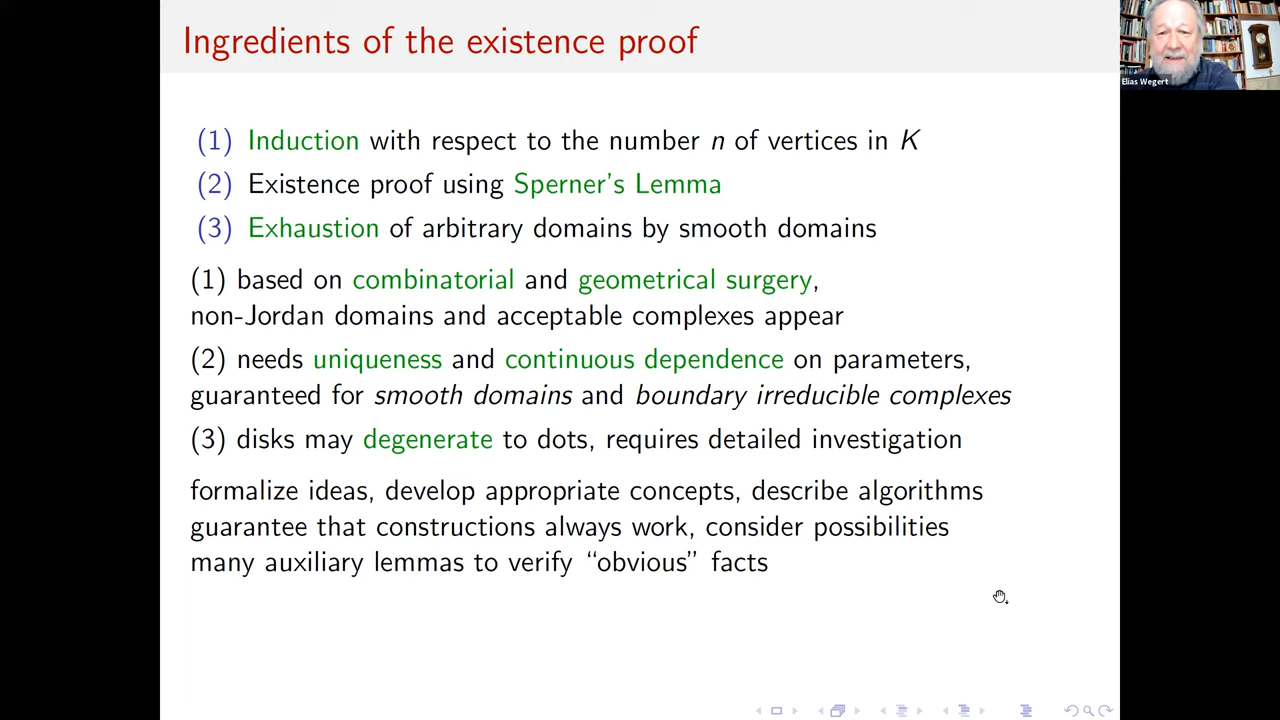 Ingredients of the existence proof
Elias Wegert
(1) Induction with respect to the number n of vertices in K
(2) Existence proof using Sperner's Lemma
(3) Exhaustion of arbitrary domains by smooth domains
(1) based on combinatorial and geometrical surgery,
non-Jordan domains and acceptable complexes appear
(2) needs uniqueness and continuous dependence on parameters,
guaranteed for smooth domains and boundary irreducible complexes
(3) disks may degenerate to dots, requires detailed investigation
formalize ideas, develop appropriate concepts, describe algorithms
guarantee that constructions always work, consider possibilities
many auxiliary lemmas to verify “obvious” facts